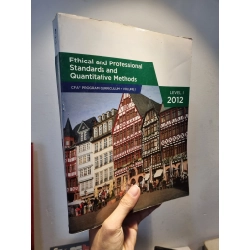 Ethical and Professional
Standards and
Quantitative Methods
CFA® PROGRAM CURRICULUM • VOLUME 1
LEVEL I
2012